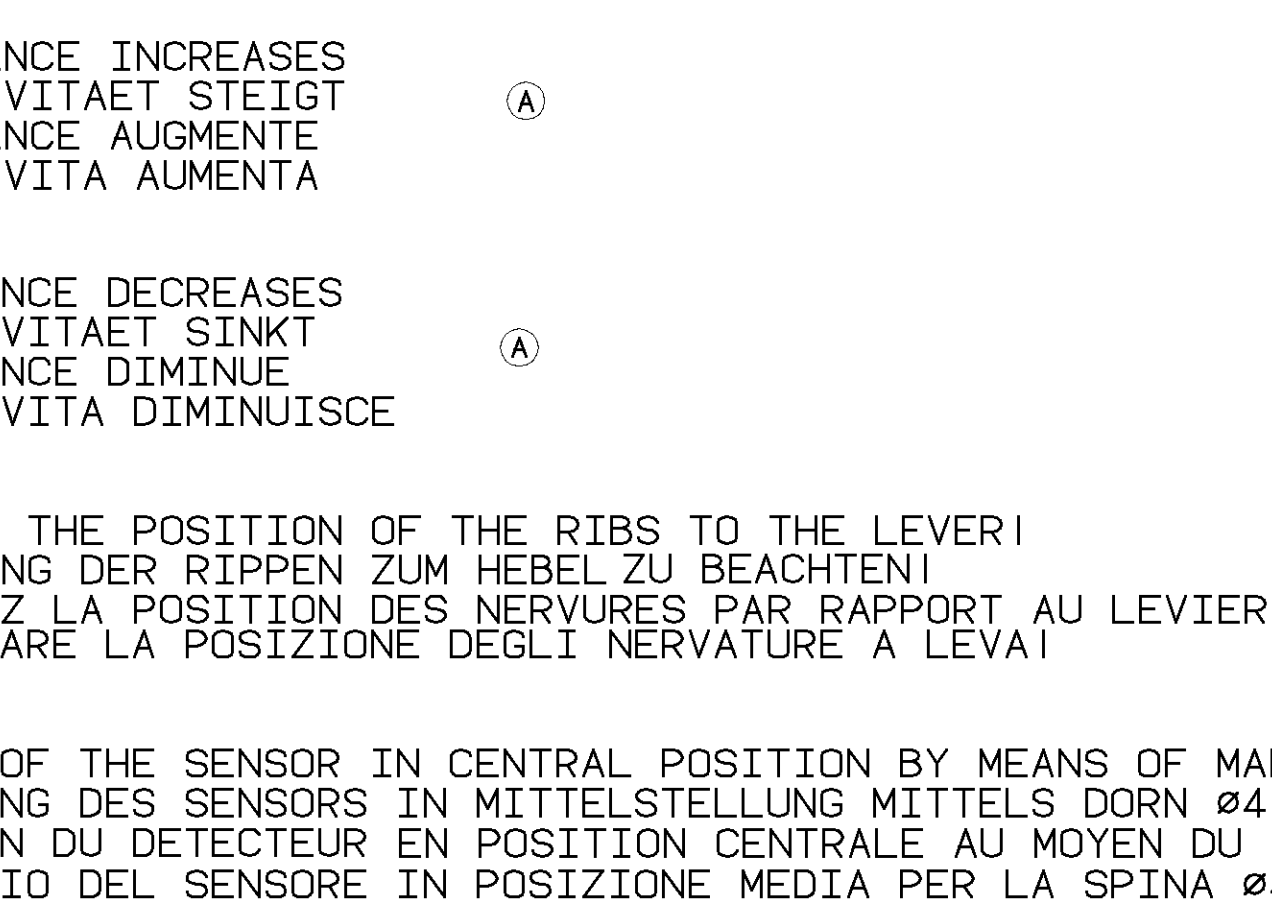 NCE INCREASES
VITAET STEIGT
A
NCE AUGMENTE
VITA AUMENTA
NCE DECREASES
VITAET SINKT
A
NCE DIMINUE
VITA DIMINUISCE
THE POSITION OF THE RIBS TO THE LEVER!
NG DER RIPPEN ZUM HEBEL ZU BEACHTEN!
Z LA POSITION DES NERVURES PAR RAPPORT AU LEVIER
ARE LA POSIZIONE DEGLI NERVATURE A LEVA!
OF THE SENSOR IN CENTRAL POSITION BY MEANS OF
NG DES SENSORS IN MITTELSTELLUNG MITTELS DORN ⌀4
N DU DETECTEUR EN POSITION CENTRALE AU MOYEN DU
IO DEL SENSORE IN POSIZIONE MEDIA PER LA SPINA ⌀